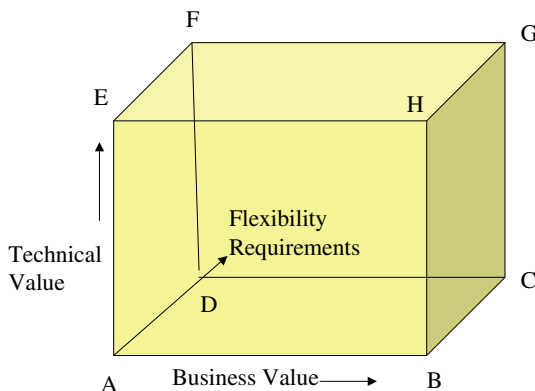 F
G
E
H
Flexibility
Requirements
Technical
Value
C
D
A
Business Value
B